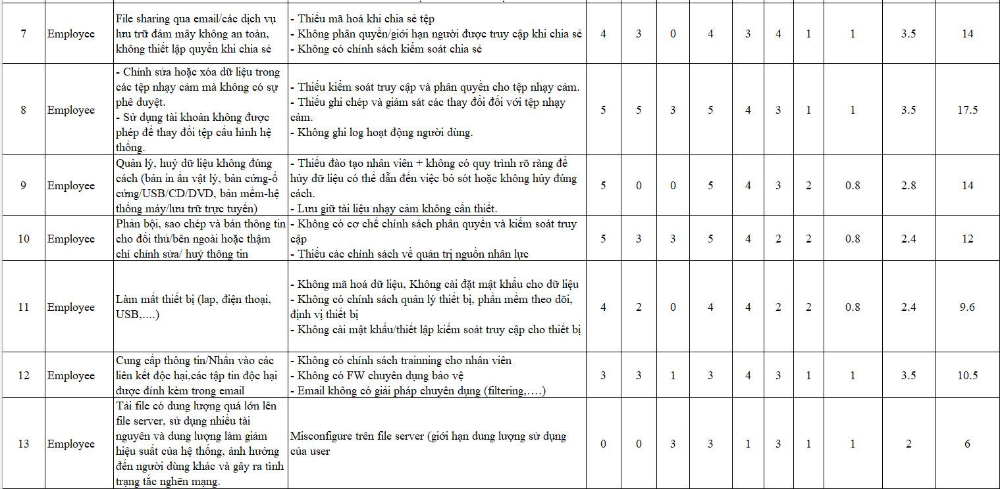 7 Employee File sharing qua email/các dịch vụ - Thiếu mã hoá khi chia sẻ tệp 4 3 0 4 3 4 1 1 3.5 14
lưu trữ đám mây không an toàn, - Không phân quyền/giới hạn người được truy cập khi chia sẻ
không thiết lập quyền khi chia sẻ - Không có chính sách kiểm soát chia sẻ
8 Employee - Chỉnh sửa hoặc xóa dữ liệu trong
các tệp nhạy cảm mà không có sự
phê duyệt.
- Sử dụng tài khoản không được
phép để thay đổi tệp cấu hình hệ
thống.
- Thiếu kiểm soát truy cập và phân quyền cho tệp nhạy cảm.
- Thiếu ghi chép và giám sát các thay đổi đối với tệp nhạy
cảm.
- Không ghi log hoạt động người dùng.
5 5 3 5 4 3 1 1 3.5 17.5
9 Employee Quản lý, huỷ dữ liệu không đúng
cách (bản in ấn vật lý, bản cứng-ổ
cứng/USB/CD/DVD, bản mềm-hệ
thống máy/lưu trữ trực tuyến)
- Thiếu đào tạo nhân viên + không có quy trình rõ ràng để
hủy dữ liệu có thể dẫn đến việc bỏ sót hoặc không hủy đúng
cách.
- Lưu giữ tài liệu nhạy cảm không cần thiết.
5 0 0 5 4 3 2 0.8 2.8 14
10 Employee Phản bội, sao chép và bán thông tin
cho đối thủ/bên ngoài hoặc thậm
chí chỉnh sửa/ huỷ thông tin
- Không có cơ chế chính sách phân quyền và kiểm soát truy
cập
- Thiếu các chính sách về quản trị nguồn nhân lực
5 3 3 5 4 2 2 0.8 2.4 12
11 Employee Làm mất thiết bị (lap, điện thoại,
USB,....)
- Không mã hoá dữ liệu, Không cài đặt mật khẩu cho dữ liệu
- Không có chính sách quản lý thiết bị, phần mềm theo dõi,
định vị thiết bị
- Không cài mật khẩu/thiết lập kiểm soát truy cập cho thiết bị
4 2 0 4 4 2 2 0.8 2.4 9.6
12 Employee Cung cấp thông tin/Nhấn vào các
liên kết độc hại,các tập tin độc hại
được đính kèm trong email
- Không có chính sách trainning cho nhân viên
- Không có FW chuyên dụng bảo vệ
- Email không có giải pháp chuyên dụng (filtering,....)
3 3 1 3 4 3 1 1 3.5 10.5
13 Employee Tải file có dung lượng quá lớn lên
file server, sử dụng nhiều tài
nguyên và dung lượng làm giảm
hiệu suất của hệ thống, ảnh hưởng
đến người dùng khác và gây ra tình
trạng tắc nghẽn mạng.
Misconfigure trên file server (giới hạn dung lượng sử dụng
của user
0 0 3 3 1 3 1 1 2 6